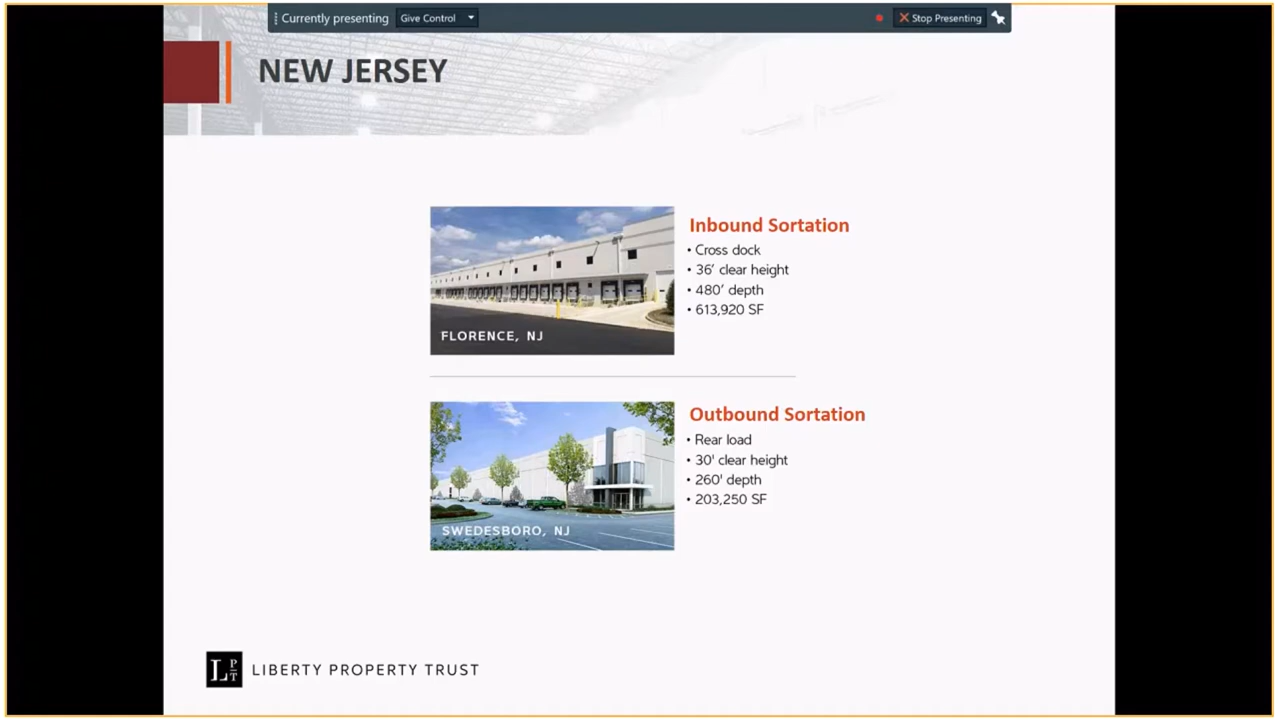 Currently presenting Give Control Stop Presenting
NEW JERSEY
FLORENCE, NJ
Inbound Sortation
• Cross dock
• 36’ clear height
• 480’ depth
• 613,920 SF
SWEDESBORO, NJ
Outbound Sortation
• Rear load
• 30' clear height
• 260' depth
• 203,250 SF
LPT LIBERTY PROPERTY TRUST